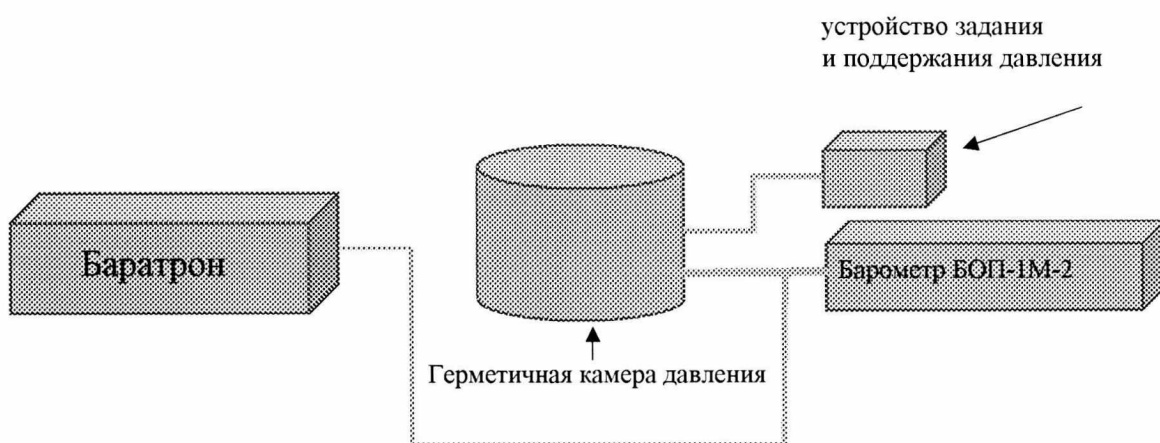 устройство задания
и поддержания давления
Баратрон
Барометр БОП-1М-2
Герметичная камера давления